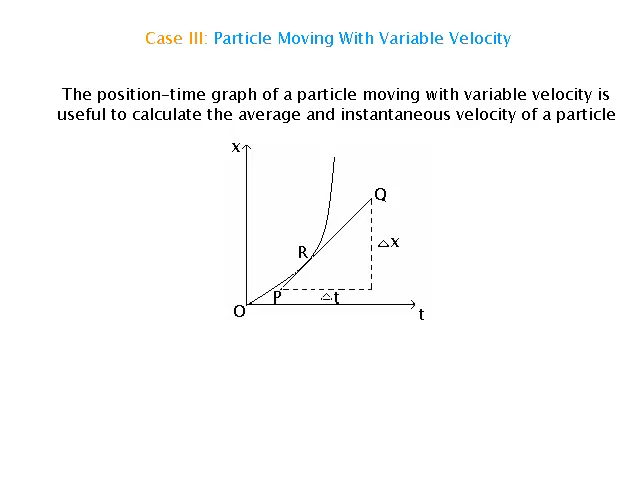 Case III: Particle Moving With Variable Velocity
The position-time graph of a particle moving with variable velocity is
useful to calculate the average and instantaneous velocity of a particle
x
Q
△x
R
P
△t
O
t